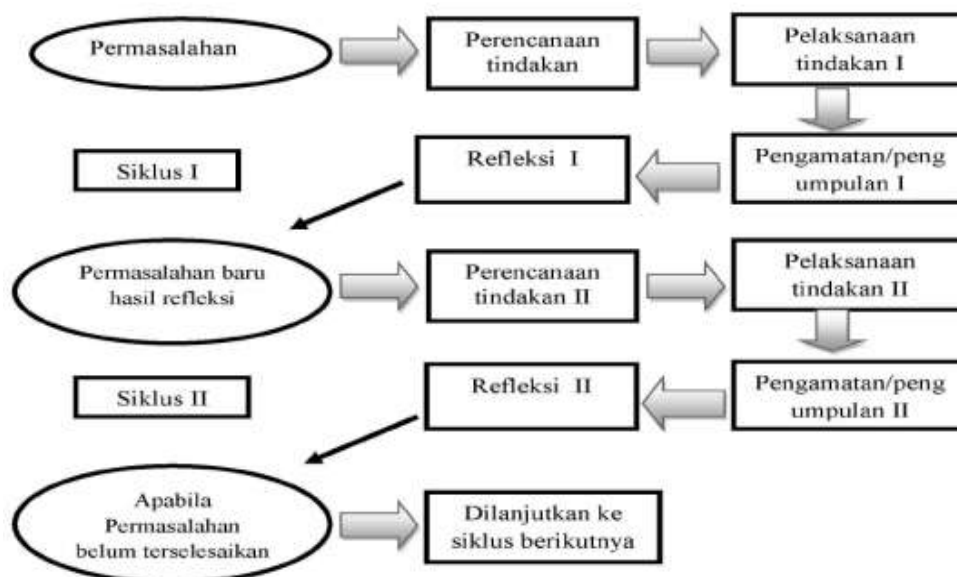 Permasalahan
Perencanaan
tindakan
Pelaksanaan
tindakan I
Siklus I
Refleksi I
Pengamatan/peng
umpulan I
Permasalahan baru
hasil refleksi
Perencanaan
tindakan II
Pelaksanaan
tindakan II
Siklus II
Refleksi II
Pengamatan/peng
umpulan II
Apabila
Permasalahan
belum terselesaikan
Dilanjutkan ke
siklus berikutnya